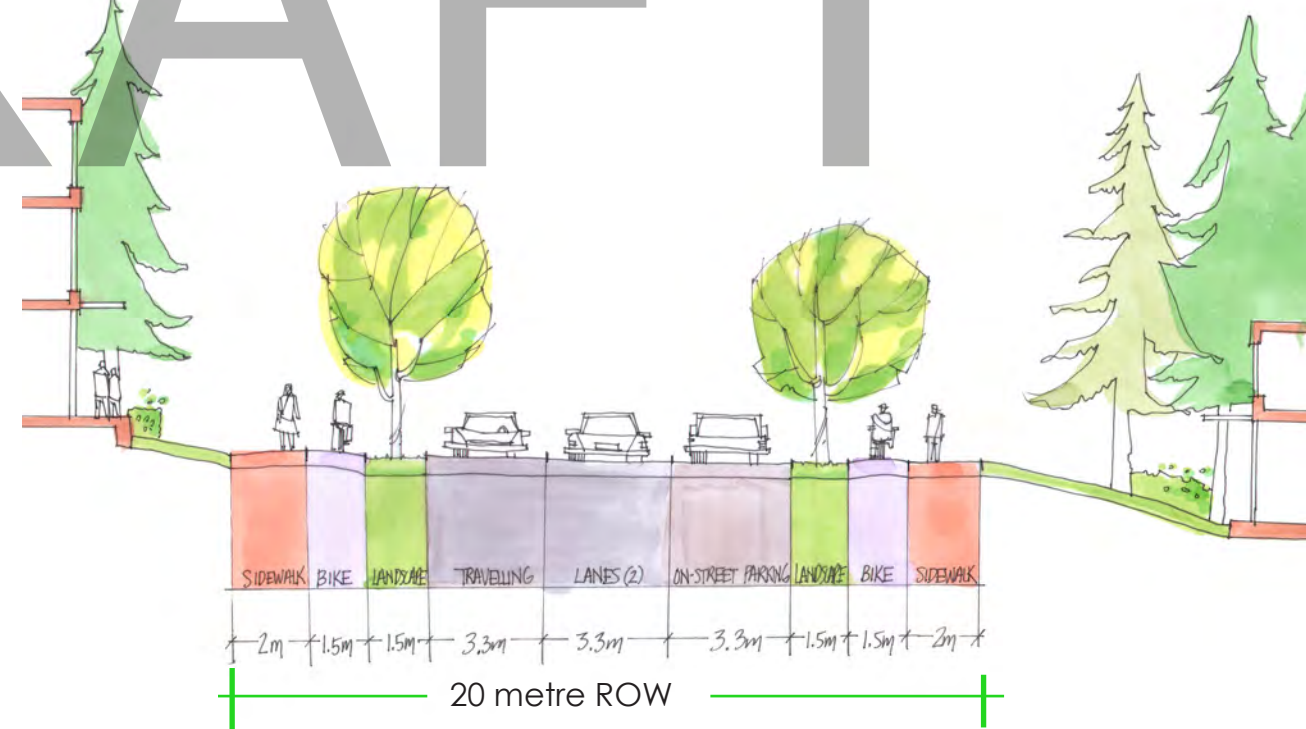 RAFT
SIDEWALK BIKE LANDSCAPE TRAVELLING LANES (2) ON-STREET PARKING LANDSCAPE BIKE SIDEWALK
2m 1.5m 1.5m 3.3m 3.3m 3.3m 1.5m 1.5m 2m
20 metre ROW